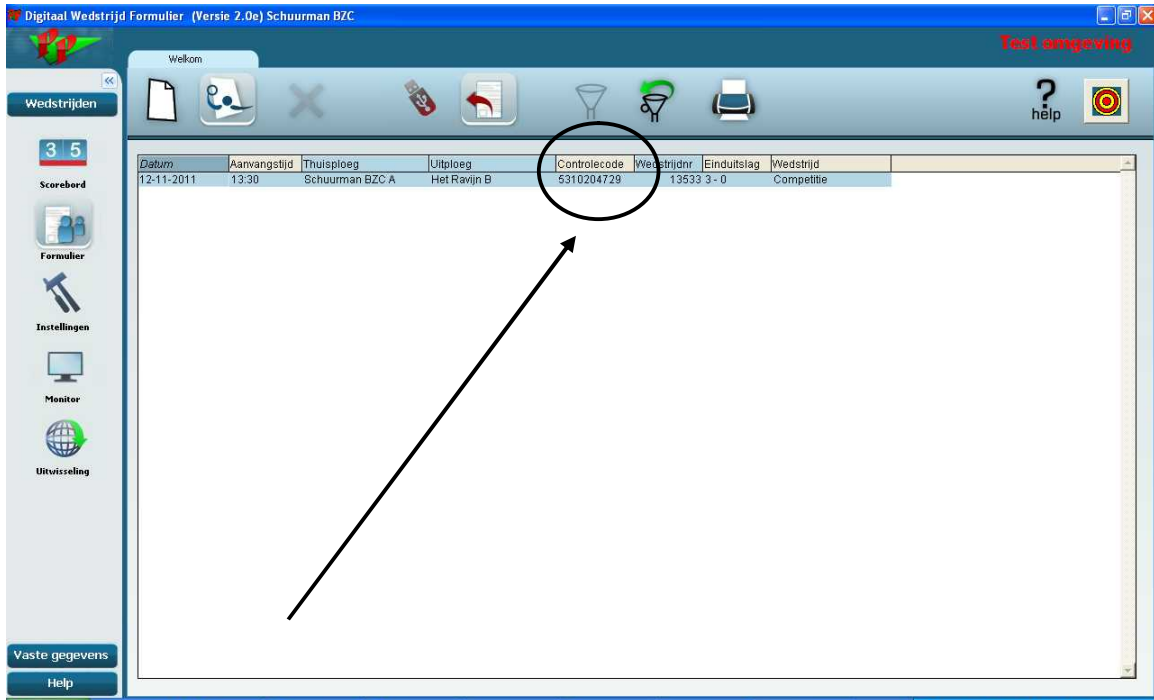 Digitaal Wedstrijd Formulier (Versie 2.0e) Schuurman BZC
Test omgeving
Welkom
Wedstrijden
help
3 5
Scorebord
Formulier
Instellingen
Monitor
Uitwisseling
Datum Aanvangstijd Thuisploeg Uitploeg Controlecode Wedstrijdnr Einduitslag Wedstrijd
12-11-2011 13:30 Schuurman BZC A Het Ravijn B 5310204729 13533 3 - 0 Competitie
Vaste gegevens
Help